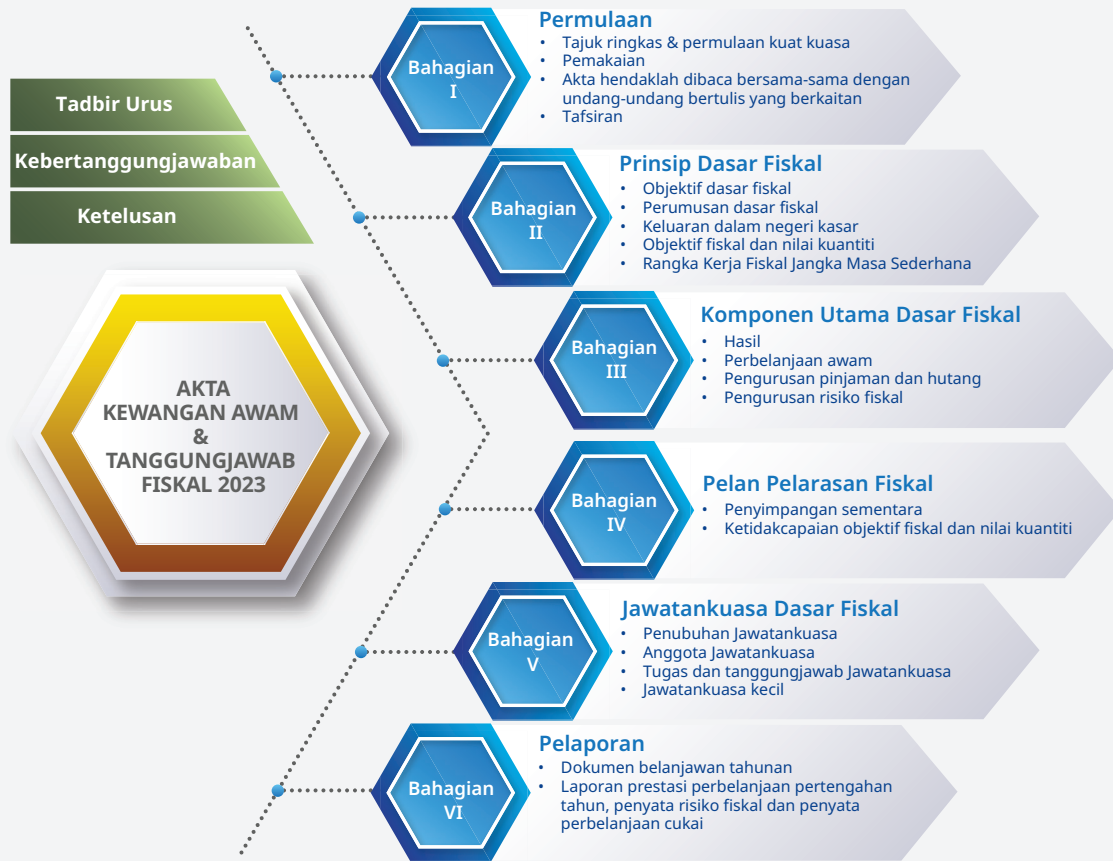 Tadbir Urus
Kebertanggungjawaban
Ketelusan
AKTA
KEWANGAN AWAM
&
TANGGUNGJAWAB
FISKAL 2023
Bahagian
I
Permulaan
• Tajuk ringkas & permulaan kuat kuasa
• Pemakaian
• Akta hendaklah dibaca bersama-sama dengan
undang-undang bertulis yang berkaitan
• Tafsiran
Bahagian
II
Prinsip Dasar Fiskal
• Objektif dasar fiskal
• Perumusan dasar fiskal
• Keluaran dalam negeri kasar
• Objektif fiskal dan nilai kuantiti
• Rangka Kerja Fiskal Jangka Masa Sederhana
Bahagian
III
Komponen Utama Dasar Fiskal
• Hasil
• Perbelanjaan awam
• Pengurusan pinjaman dan hutang
• Pengurusan risiko fiskal
Bahagian
IV
Pelan Pelarasan Fiskal
• Penyimpangan sementara
• Ketidakcapaian objektif fiskal dan nilai kuantiti
Bahagian
V
Jawatankuasa Dasar Fiskal
• Penubuhan Jawatankuasa
• Anggota Jawatankuasa
• Tugas dan tanggungjawab Jawatankuasa
• Jawatankuasa kecil
Bahagian
VI
Pelaporan
• Dokumen belanjawan tahunan
• Laporan prestasi perbelanjaan pertengahan
tahun, penyata risiko fiskal dan penyata
perbelanjaan cukai